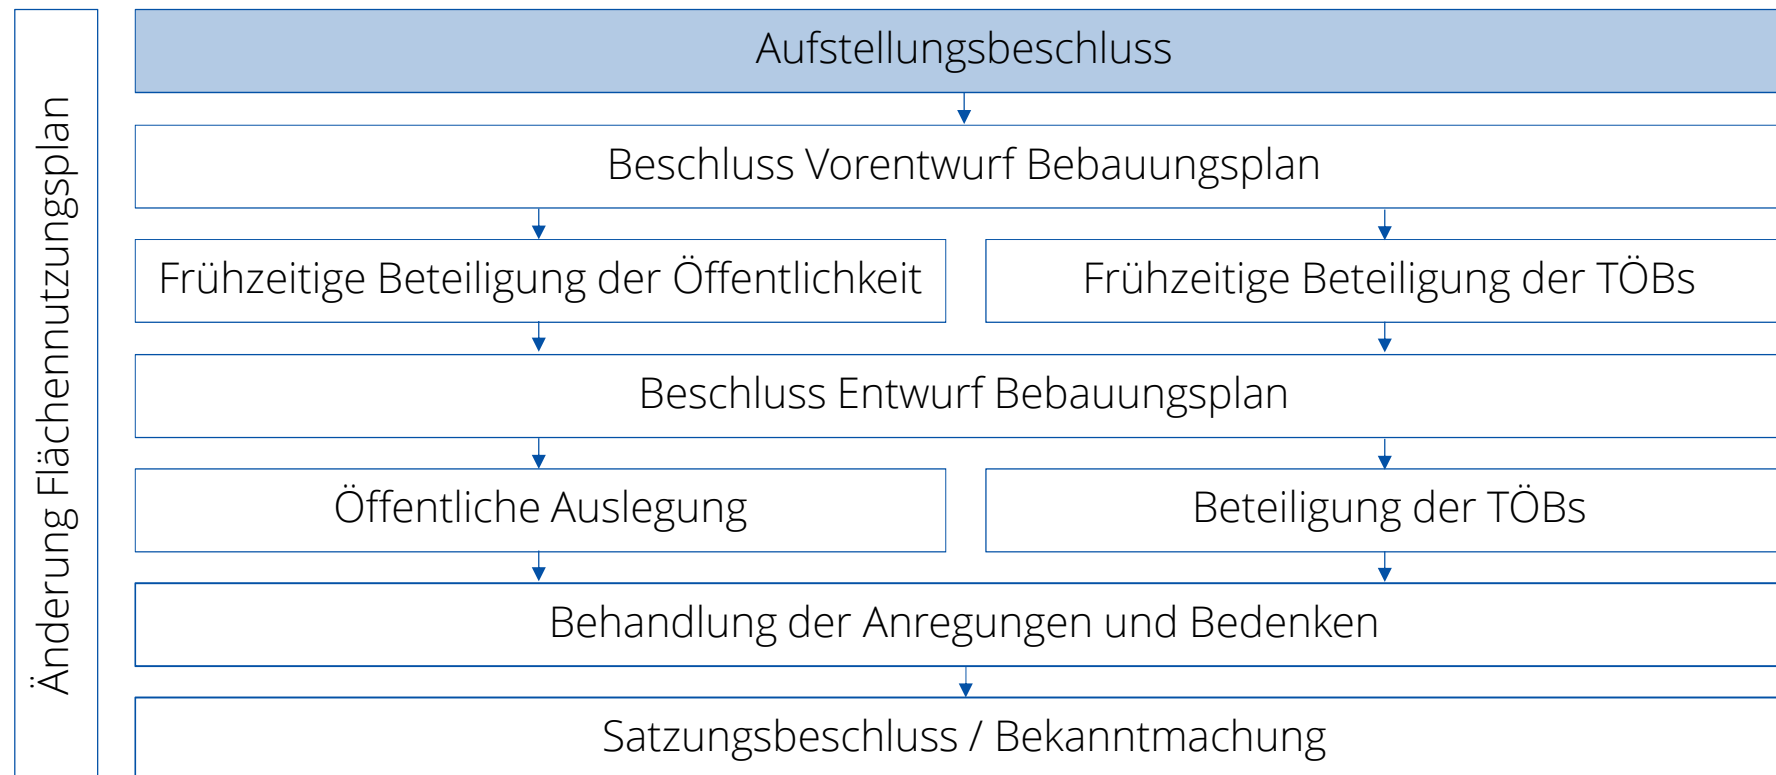 Änderung Flächennutzungsplan
Aufstellungsbeschluss
Beschluss Vorentwurf Bebauungsplan
Frühzeitige Beteiligung der Öffentlichkeit
Frühzeitige Beteiligung der TÖBs
Beschluss Entwurf Bebauungsplan
Öffentliche Auslegung
Beteiligung der TÖBs
Behandlung der Anregungen und Bedenken
Satzungsbeschluss / Bekanntmachung